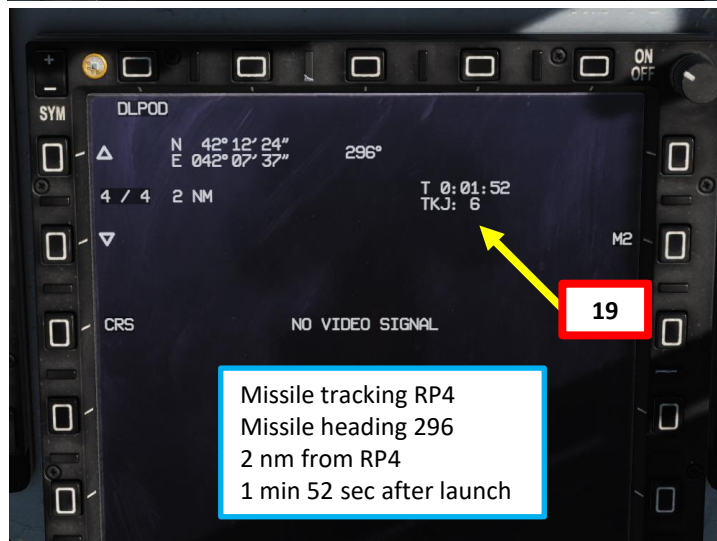 ON
OFF
+
-
SYM
DLPOD
N 42° 12' 24" 296°
E 042° 07' 37"
4 / 4 2 NM T 0:01:52
TKJ: 6
M2
19
CRS NO VIDEO SIGNAL
Missile tracking RP4
Missile heading 296
2 nm from RP4
1 min 52 sec after launch